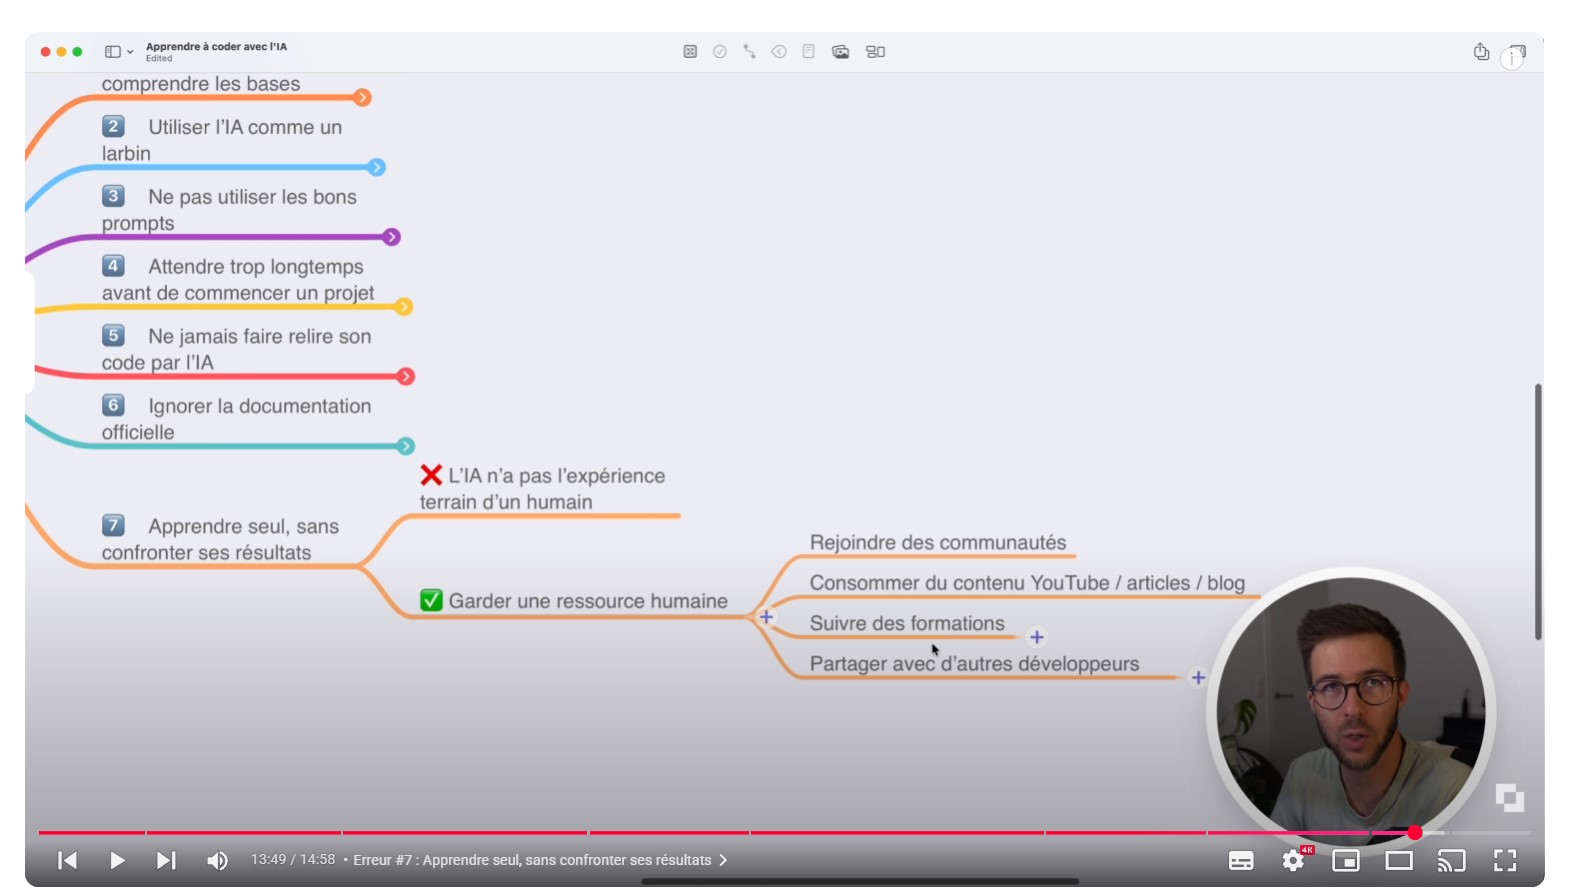 Apprendre à coder avec l'IA
Edited
comprendre les bases
2 Utiliser l'IA comme un
larbin
3 Ne pas utiliser les bons
prompts
4 Attendre trop longtemps
avant de commencer un projet
5 Ne jamais faire relire son
code par l'IA
6 Ignorer la documentation
officielle
7 Apprendre seul, sans
confronter ses résultats
❌ L'IA n'a pas l'expérience
terrain d'un humain
✅ Garder une ressource humaine
Rejoindre des communautés
Consommer du contenu YouTube / articles / blog
Suivre des formations
Partager avec d'autres développeurs
13:49 / 14:58 • Erreur #7 : Apprendre seul, sans confronter ses résultats
4K